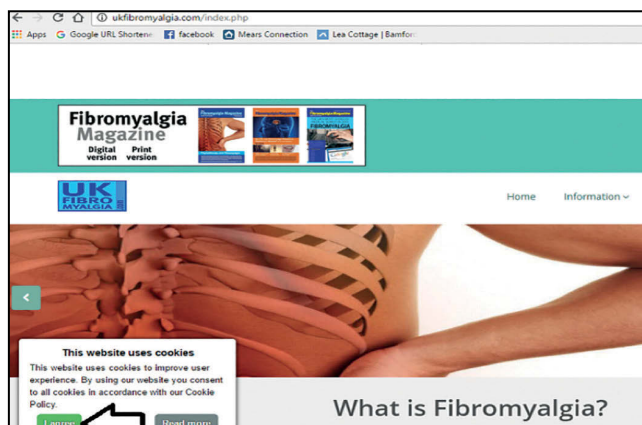 ukfibromyalgia.com/index.php
Apps Google URL Shortene facebook Mears Connection Lea Cottage | Bamfor
Fibromyalgia
Magazine
Digital Print
version version
UK
FIBRO
MYALGIA
.com
Home Information
This website uses cookies
This website uses cookies to improve user
experience. By using our website you consent
to all cookies in accordance with our Cookie
Policy.
I agree Read more
What is Fibromyalgia?